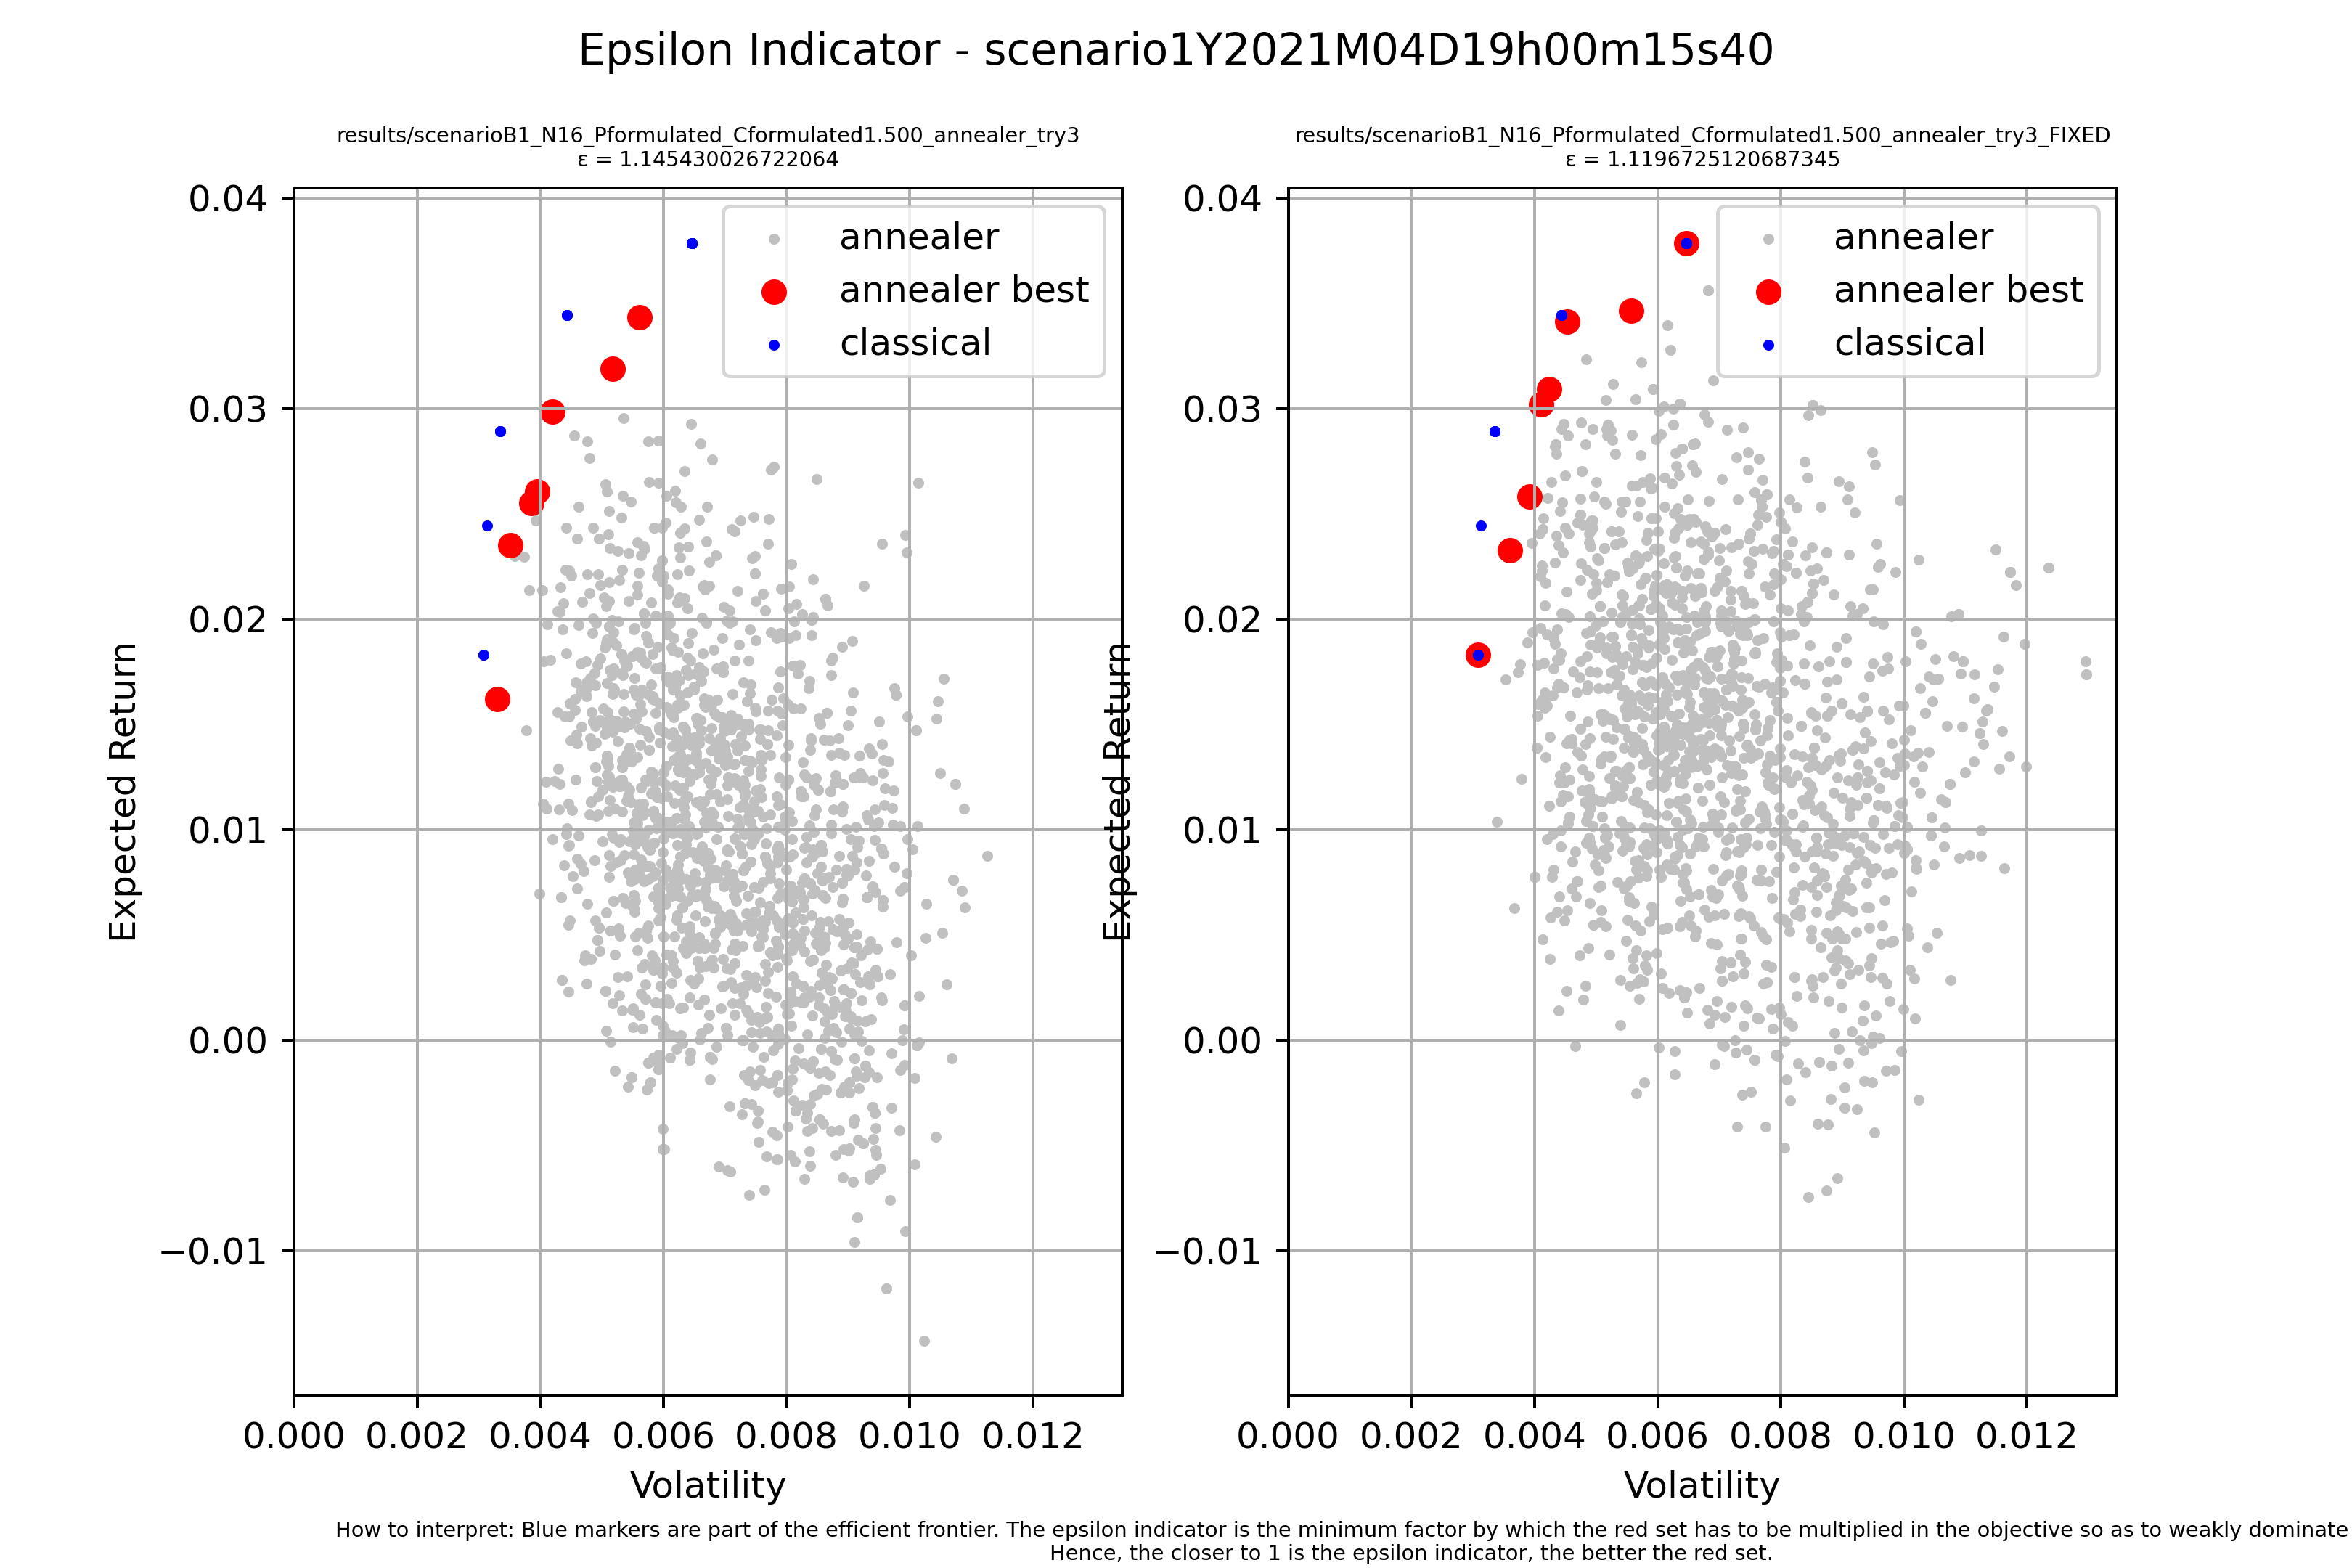 Epsilon Indicator - scenario1Y2021M04D19h00m15s40
results/scenarioB1_N16_Pformulated_Cformulated1.500_annealer_try3
ε = 1.145430026722064
0.04
0.03
0.02
0.01
0.00
−0.01
Expected Return
annealer
annealer best
classical
0.000 0.002 0.004 0.006 0.008 0.010 0.012
Volatility
results/scenarioB1_N16_Pformulated_Cformulated1.500_annealer_try3_FIXED
ε = 1.1196725120687345
0.04
0.03
0.02
0.01
0.00
−0.01
Expected Return
annealer
annealer best
classical
0.000 0.002 0.004 0.006 0.008 0.010 0.012
Volatility
How to interpret: Blue markers are part of the efficient frontier. The epsilon indicator is the minimum factor by which the red set has to be multiplied in the objective so as to weakly dominate
Hence, the closer to 1 is the epsilon indicator, the better the red set.